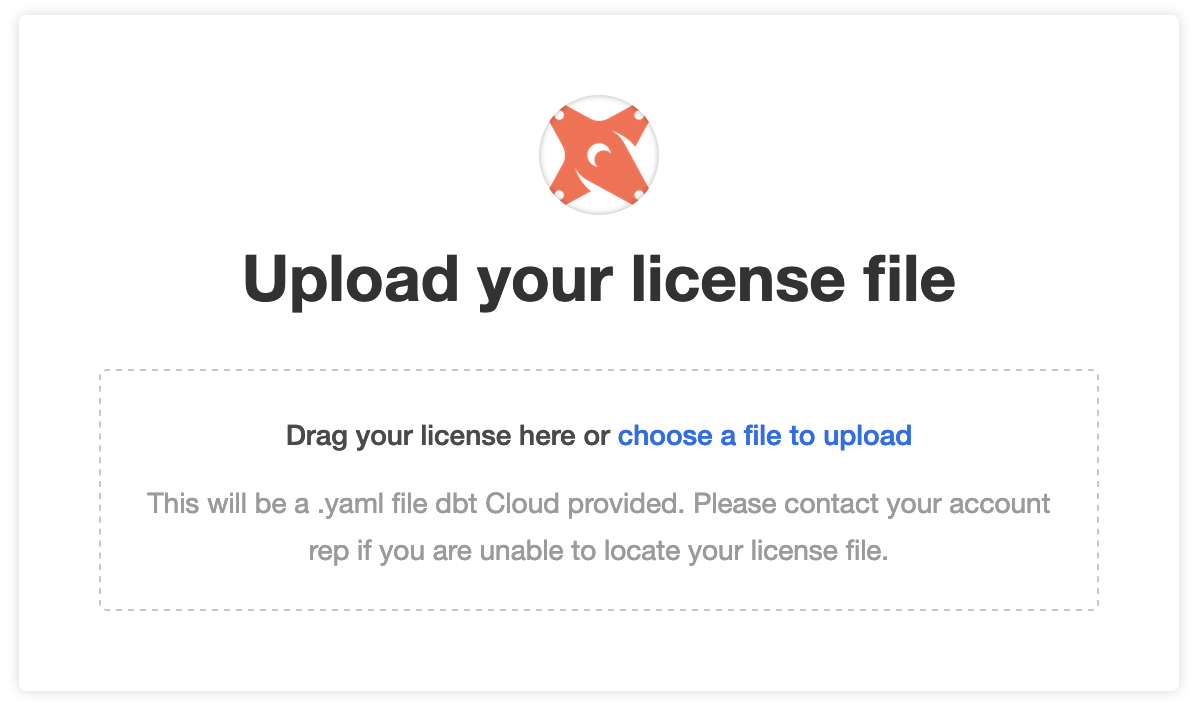 Upload your license file
Drag your license here or choose a file to upload
This will be a .yaml file dbt Cloud provided. Please contact your account
rep if you are unable to locate your license file.